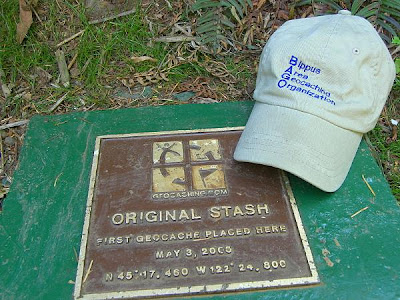 Bippus
Area
Geocaching
Organization
GEOCACHING.COM
ORIGINAL STASH
FIRST GEOCACHE PLACED HERE
MAY 3, 2000
N 45°17.460 W 122°24.800